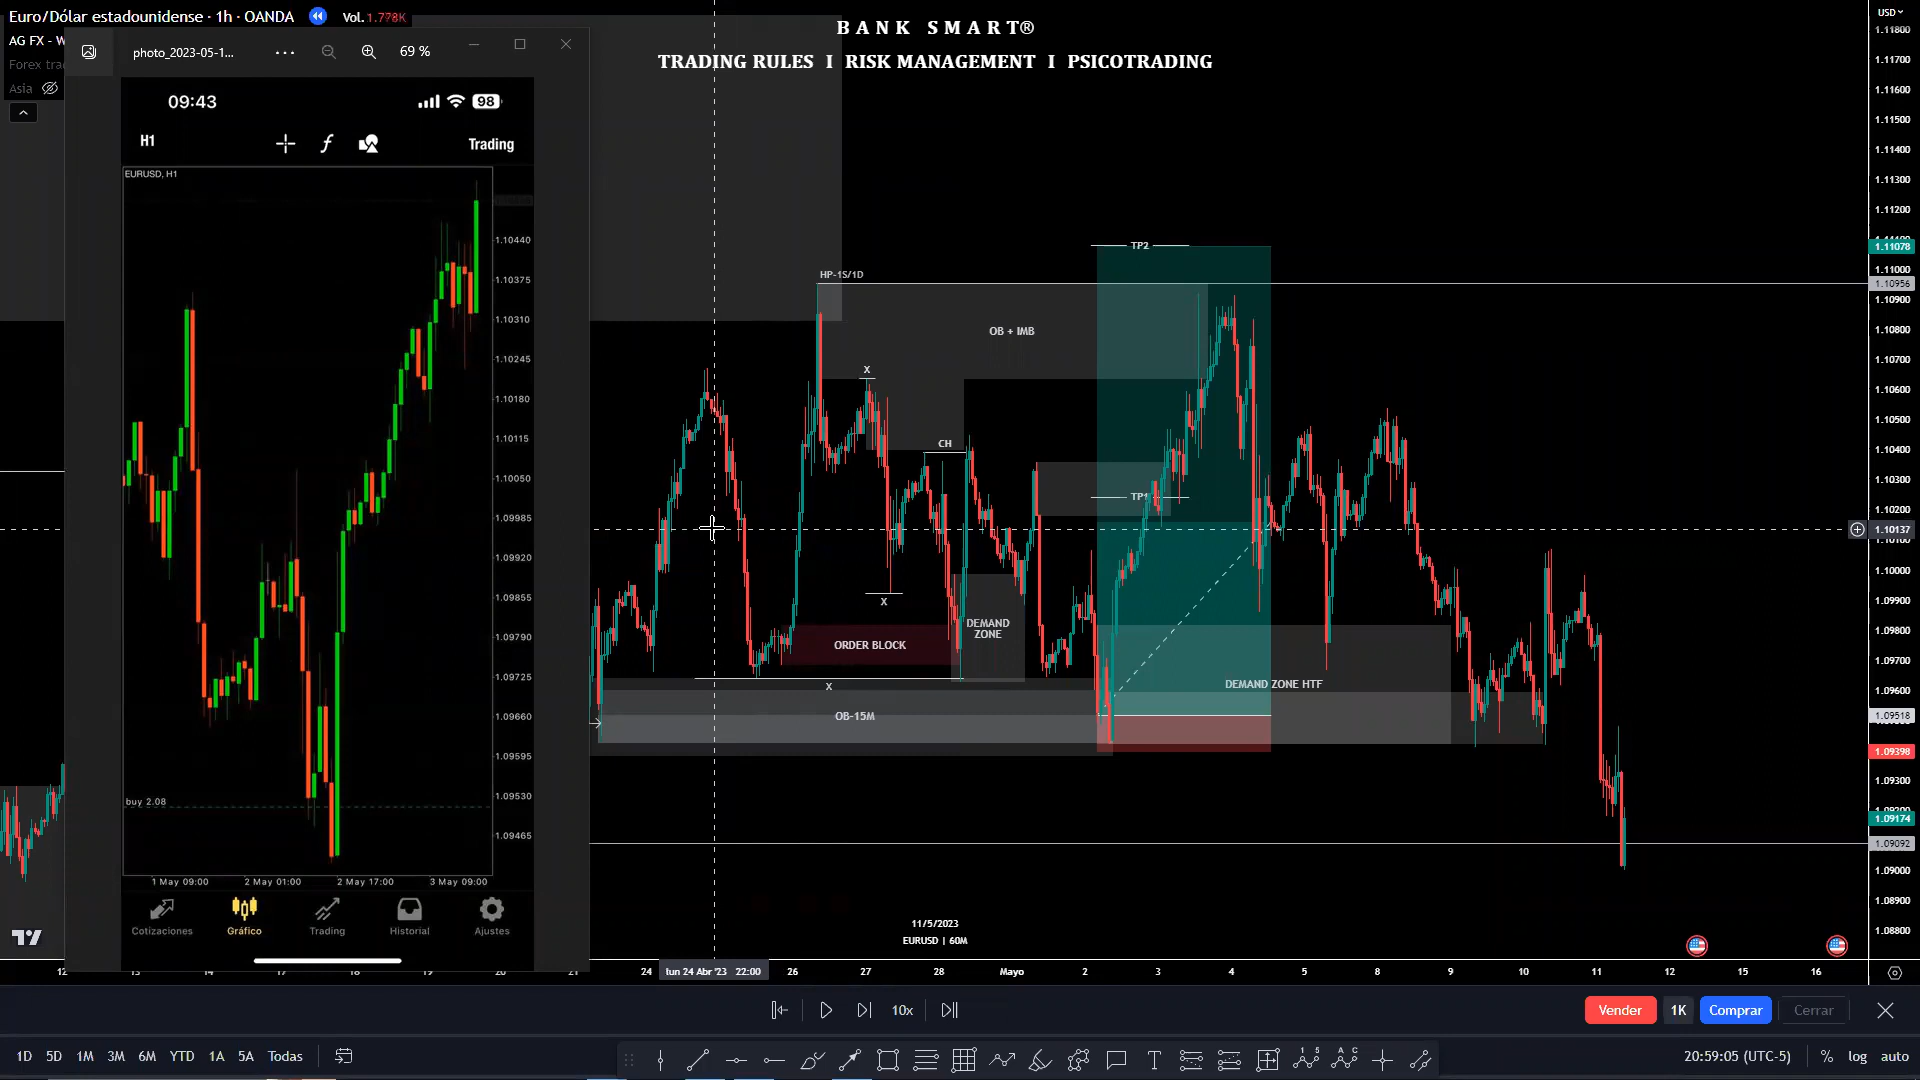 Euro/Dólar estadounidense · 1h · OANDA
Vol. 1.778K
AG FX - W
Forex tra
Asia
photo_2023-05-1...
69 %
09:43
98
H1
Trading
EURUSD, H1
1.10440
1.10375
1.10310
1.10245
1.10180
1.10115
1.10050
1.09985
1.09920
1.09855
1.09790
1.09725
1.09660
1.09595
1.09530
1.09465
buy 2.08
1 May 09:00
2 May 01:00
2 May 17:00
3 May 09:00
Cotizaciones
Gráfico
Trading
Historial
Ajustes
BANK SMART®
TRADING RULES I RISK MANAGEMENT I PSICOTRADING
TP2
HP-1S/1D
OB + IMB
X
CH
TP1
X
DEMAND ZONE
ORDER BLOCK
X
DEMAND ZONE HTF
OB-15M
11/5/2023
EURUSD | 60M
USD
1.11800
1.11700
1.11600
1.11500
1.11400
1.11300
1.11200
1.11078
1.11000
1.10956
1.10900
1.10800
1.10700
1.10600
1.10500
1.10400
1.10300
1.10200
1.10137
1.10000
1.09900
1.09800
1.09700
1.09600
1.09518
1.09398
1.09300
1.09174
1.09092
1.09000
1.08900
1.08800
24
lun 24 Abr '23 22:00
26
27
28
Mayo
2
3
4
5
8
9
10
11
12
15
16
10x
Vender
1K
Comprar
Cerrar
1D 5D 1M 3M 6M YTD 1A 5A Todas
20:59:05 (UTC-5)
% log auto